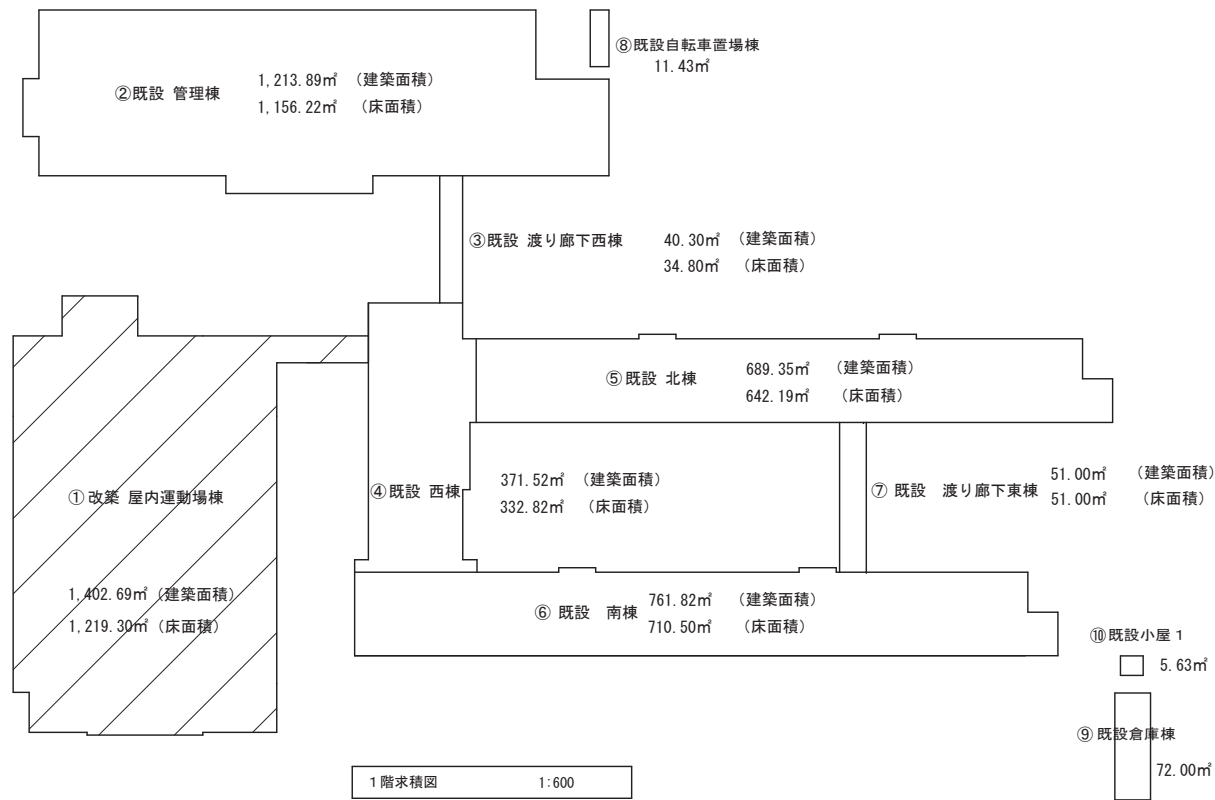 ⑧既設自転車置場棟
11.43㎡
②既設 管理棟
1,213.89㎡ (建築面積)
1,156.22㎡ (床面積)
③既設 渡り廊下西棟
40.30㎡ (建築面積)
34.80㎡ (床面積)
⑤既設 北棟
689.35㎡ (建築面積)
642.19㎡ (床面積)
①改築 屋内運動場棟
1,402.69㎡(建築面積)
1,219.30㎡(床面積)
④既設 西棟
371.52㎡ (建築面積)
332.82㎡ (床面積)
⑦ 既設 渡り廊下東棟
51.00㎡ (建築面積)
51.00㎡ (床面積)
⑥ 既設 南棟
761.82㎡ (建築面積)
710.50㎡ (床面積)
⑩既設小屋1
5.63㎡
⑨既設倉庫棟
72.00㎡
1階求積図 1:600